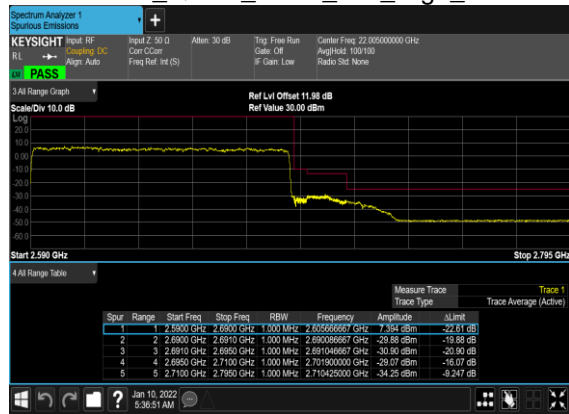 Spectrum Analyzer 1
Spurious Emissions
+
KEYSIGHT Input: RF Input Z: 50 Ω Atten: 30 dB Trig: Free Run Center Freq: 22.005000000 GHz
RL Coupling: DC Corr CCorr Gate: Off Avg|Hold: 100/100
Align: Auto Freq Ref: Int (S) IF Gain: Low Radio Std: None
PASS
3 All Range Graph
Ref Lvl Offset 11.98 dB
Scale/Div 10.0 dB Ref Value 30.00 dBm
Log
20.0
10.0
0.00
-10.0
-20.0
-30.0
-40.0
-50.0
-60.0
Start 2.590 GHz Stop 2.795 GHz
4 All Range Table
Measure Trace Trace 1
Trace Type Trace Average (Active)
Spur Range Start Freq Stop Freq RBW Frequency Amplitude ΔLimit
1 1 2.5900 GHz 2.6900 GHz 1.000 MHz 2.605666667 GHz 7.394 dBm -22.61 dB
2 2 2.6900 GHz 2.6910 GHz 1.000 MHz 2.690086667 GHz -29.88 dBm -19.88 dB
3 3 2.6910 GHz 2.6950 GHz 1.000 MHz 2.691046667 GHz -30.90 dBm -20.90 dB
4 4 2.6950 GHz 2.7100 GHz 1.000 MHz 2.701900000 GHz -29.07 dBm -16.07 dB
5 5 2.7100 GHz 2.7950 GHz 1.000 MHz 2.710425000 GHz -34.25 dBm -9.247 dB
? Jan 10, 2022
5:36:51 AM